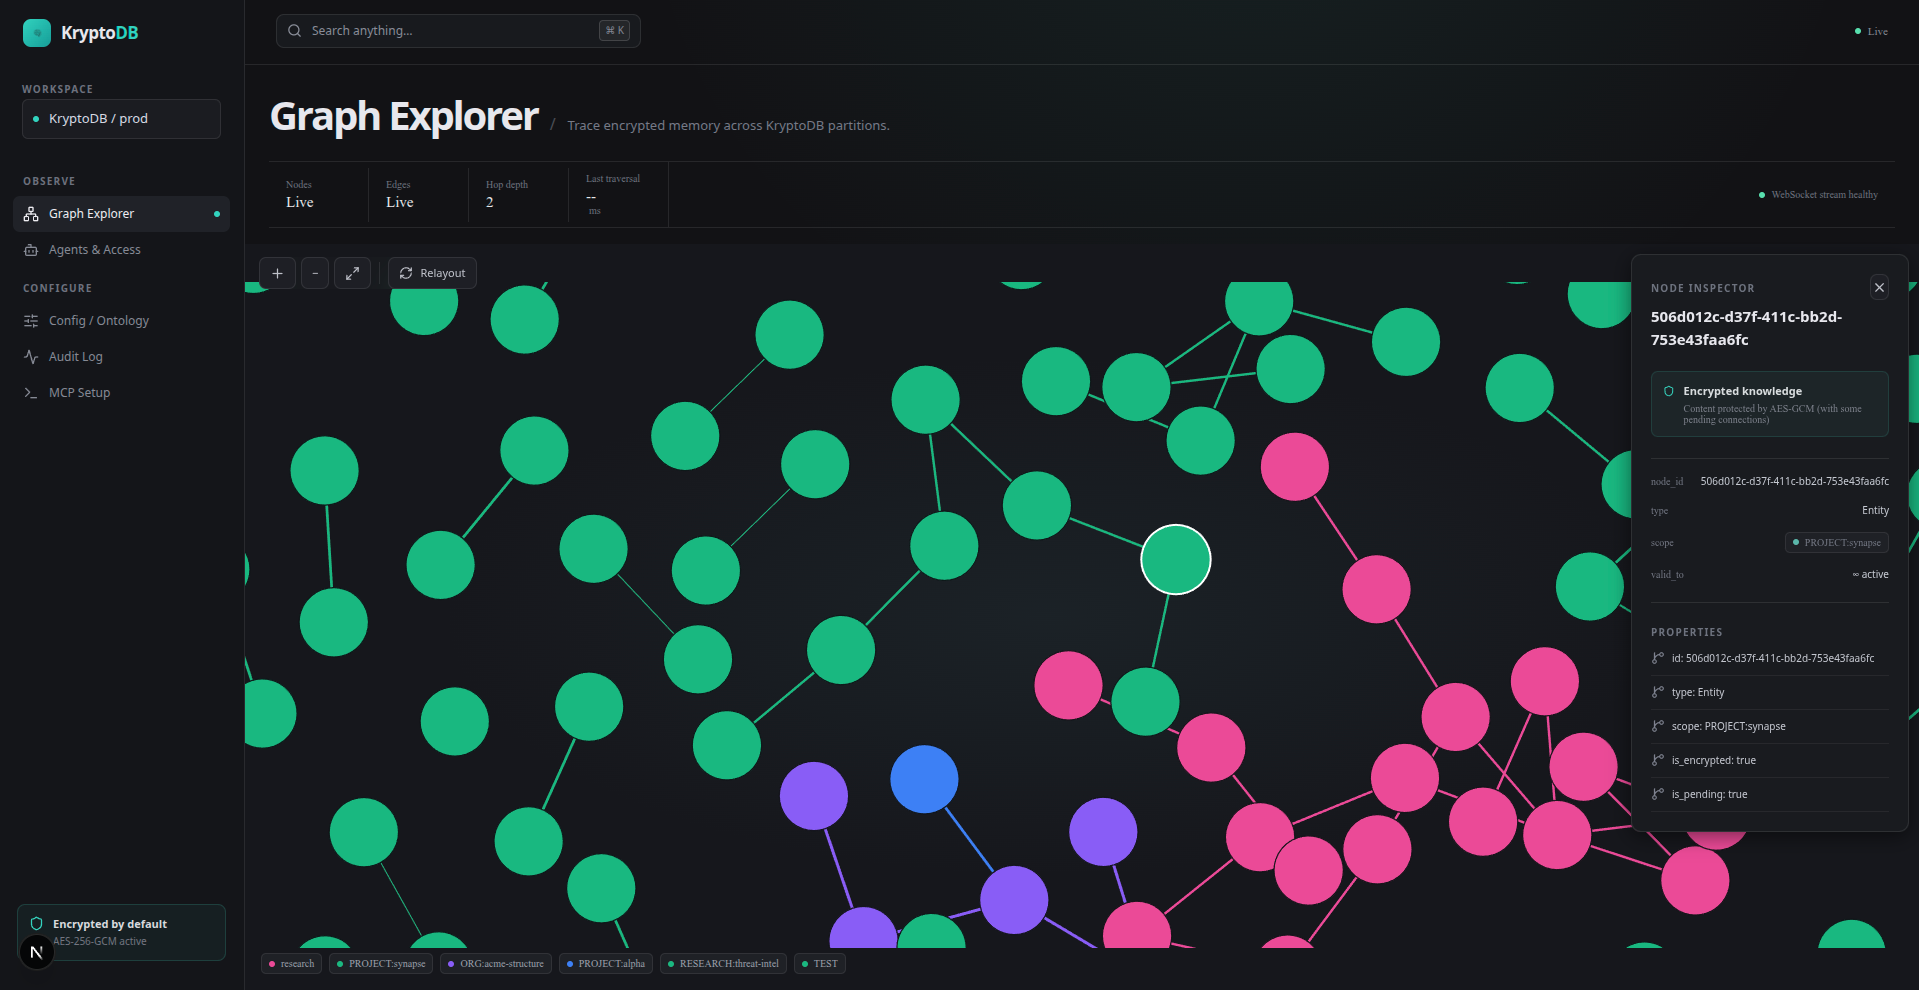 KryptoDB
Search anything...
⌘ K
Live
WORKSPACE
KryptoDB / prod
OBSERVE
Graph Explorer
Agents & Access
CONFIGURE
Config / Ontology
Audit Log
MCP Setup
Encrypted by default
AES-256-GCM active
N
Graph Explorer / Trace encrypted memory across KryptoDB partitions.
Nodes
Live
Edges
Live
Hop depth
2
Last traversal
--
ms
WebSocket stream healthy
+
-
Relayout
NODE INSPECTOR
506d012c-d37f-411c-bb2d-
753e43faa6fc
Encrypted knowledge
Content protected by AES-GCM (with some
pending connections)
node_id 506d012c-d37f-411c-bb2d-753e43faa6fc
type Entity
scope PROJECT:synapse
valid_to ∞ active
PROPERTIES
id: 506d012c-d37f-411c-bb2d-753e43faa6fc
type: Entity
scope: PROJECT:synapse
is_encrypted: true
is_pending: true
research
PROJECT:synapse
ORG:acme-structure
PROJECT:alpha
RESEARCH:threat-intel
TEST